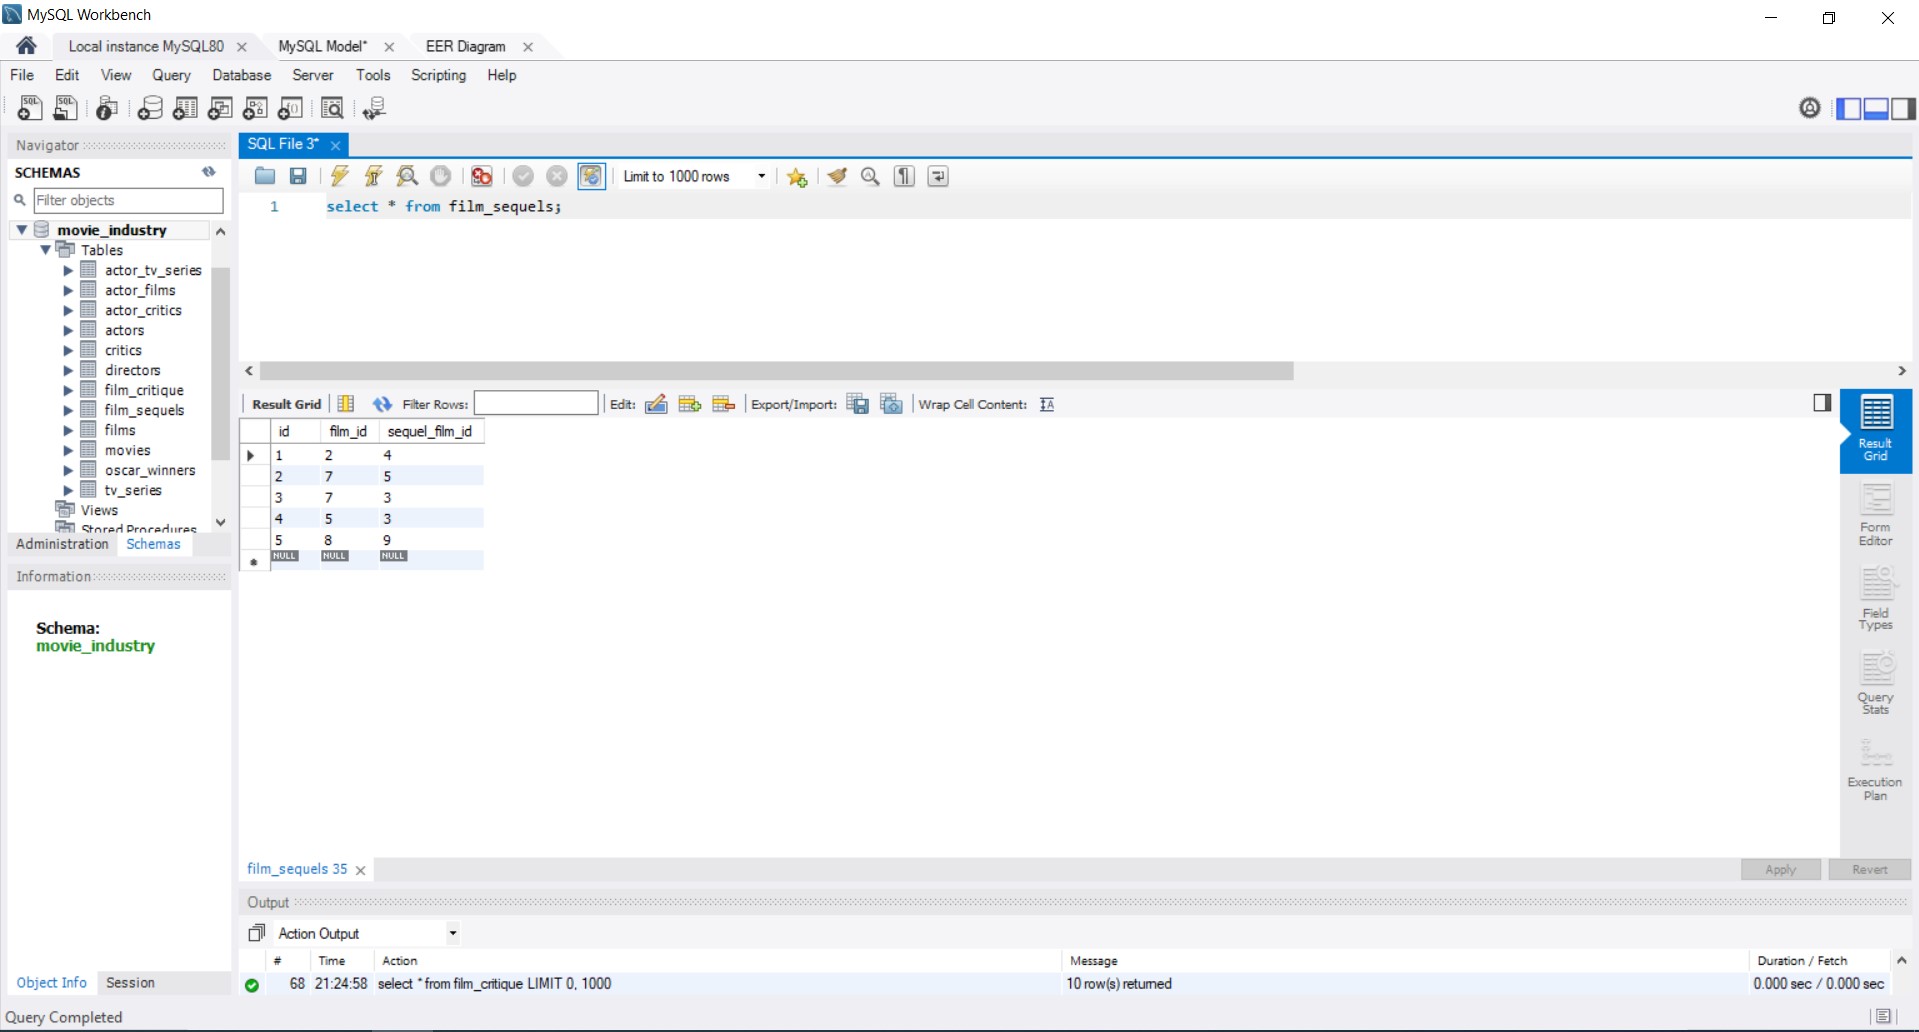 MySQL Workbench
Local instance MySQL80 MySQL Model* EER Diagram
File Edit View Query Database Server Tools Scripting Help
Navigator
SCHEMAS
Filter objects
movie_industry
Tables
actor_tv_series
actor_films
actor_critics
actors
critics
directors
film_critique
film_sequels
films
movies
oscar_winners
tv_series
Views
Stored Procedures
Administration Schemas
Information
Schema:
movie_industry
Object Info Session
SQL File 3*
Limit to 1000 rows
1 select * from film_sequels;
Result Grid Filter Rows: Edit: Export/Import: Wrap Cell Content:
id film_id sequel_film_id
1 2 4
2 7 5
3 7 3
4 5 3
5 8 9
NULL NULL NULL
Result
Grid
Form
Editor
Field
Types
Query
Stats
Execution
Plan
film_sequels 35 Apply Revert
Output
Action Output
# Time Action Message Duration / Fetch
68 21:24:58 select * from film_critique LIMIT 0, 1000 10 row(s) returned 0.000 sec / 0.000 sec
Query Completed